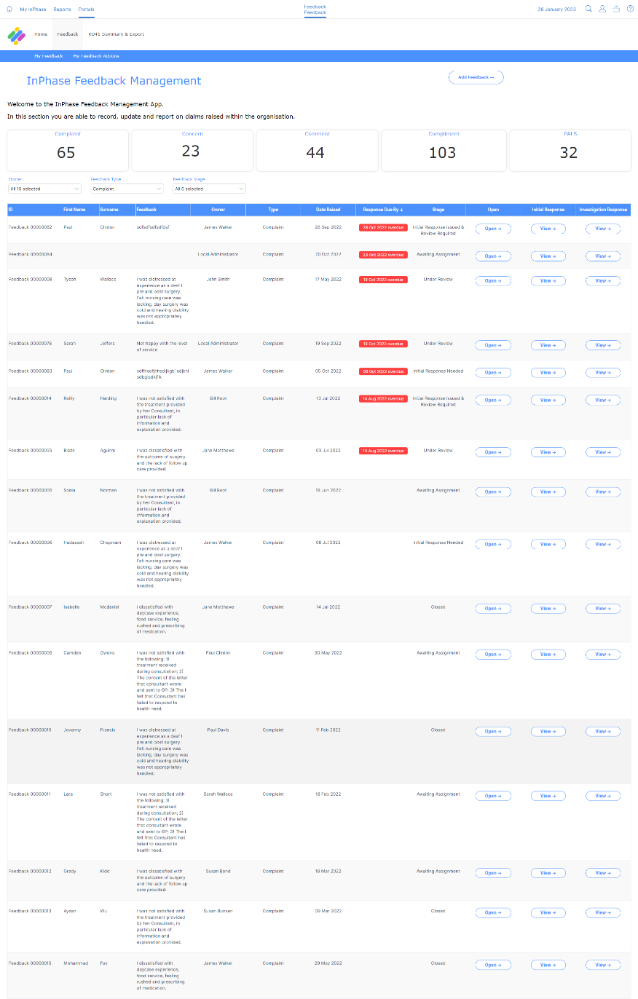 My InPhase Reports Portals
Feedback
Feedback
26 January 2023
Home Feedback KO41 Summary & Export
My Feedback My Feedback Actions
InPhase Feedback Management
Add Feedback →
Welcome to the InPhase Feedback Management App.
In this section you are able to record, update and report on claims raised within the organisation.
Complaint Concern Comment Compliment PALS
65 23 44 103 32
Owner Feedback Type Feedback Stage
All 10 selected Complaint All 6 selected
ID First Name Surname Feedback Owner Type Date Raised Response Due By ↓ Stage Open Initial Response Investigation Response
Feedback 00000082 Paul Clinton sdfsdfsdfsdfdsf James Walker Complaint 28 Sep 2022 28 Oct 2022 overdue Initial Response Issued & Open → View → View →
Review Required
Feedback 00000084 Local Administrator Complaint 20 Oct 2022 23 Oct 2022 overdue Awaiting Assignment Open → View → View →
Feedback 00000008 Tyson Wallace I was distressed at John Smith Complaint 17 May 2022 19 Oct 2022 overdue Under Review Open → View → View →
experience as a deaf I
pre and post surgery.
Felt nursing care was
lacking, day surgery was
cold and hearing diability
was not appropriately
handled.
Feedback 00000078 Sarah Jeffers Not happy with the level Local Administrator Complaint 19 Sep 2022 19 Oct 2022 overdue Under Review Open → View → View →
of service
Feedback 00000083 Paul Clinton James Walker Complaint 05 Oct 2022 08 Oct 2022 overdue Initial Response Needed Open → View → View →
Feedback 00000014 Reilly Harding I was not satisfied with Bill Root Complaint 13 Jul 2022 14 Aug 2022 overdue Initial Response Issued & Open → View → View →
the treatment provided Review Required
by her Consultant, in
particular lack of
information and
explanation provided.
Feedback 00000055 Blaze Aguirre I was dissatisfied with Jane Matthews Complaint 03 Jul 2022 14 Aug 2022 overdue Under Review Open → View → View →
the outcome of surgery
and the lack of follow up
care provided.
Feedback 00000005 Sonia Norman I was not satisfied with Bill Root Complaint 19 Jun 2022 Awaiting Assignment Open → View → View →
the treatment provided
by her Consultant, in
particular lack of
information and
explanation provided.
Feedback 00000006 Hadassah Chapmam I was distressed at James Walker Complaint 06 Jul 2022 Initial Response Needed Open → View → View →
experience as a deaf I
pre and post surgery.
Felt nursing care was
lacking, day surgery was
cold and hearing diability
was not appropriately
handled.
Feedback 00000007 Isabelle Mcdaniel I dissatisfied with Jane Matthews Complaint 14 Jul 2022 Closed Open → View → View →
daycase experience,
food service, feeling
rushed and prescribing
of medication.
Feedback 00000009 Camden Owens I was not satisfied with Paul Clinton Complaint 30 May 2022 Awaiting Assignment Open → View → View →
the following: 1)
treatment received
during consultation; 2)
The content of the letter
that consultant wrote
and sent to GP; 3) The I
felt that Consultant has
failed to respond to
health need.
Feedback 00000010 Jovanny Francis I was distressed at Paul Davis Complaint 11 Feb 2022 Closed Open → View → View →
experience as a deaf I
pre and post surgery.
Felt nursing care was
lacking, day surgery was
cold and hearing diability
was not appropriately
handled.
Feedback 00000011 Lara Short I was not satisfied with Sarah Wallace Complaint 18 Feb 2022 Awaiting Assignment Open → View → View →
the following: 1)
treatment received
during consultation; 2)
The content of the letter
that consultant wrote
and sent to GP; 3) The I
felt that Consultant has
failed to respond to
health need.
Feedback 00000012 Grady Kidd I was dissatisfied with Susan Bond Complaint 16 Mar 2022 Awaiting Assignment Open → View → View →
the outcome of surgery
and the lack of follow up
care provided.
Feedback 00000013 Ayaan Wu I was not satisfied with Susan Bunsen Complaint 09 Mar 2022 Closed Open → View → View →
the treatment provided
by her Consultant, in
particular lack of
information and
explanation provided.
Feedback 00000015 Mohammad Fox I dissatisfied with James Walker Complaint 29 May 2022 Closed Open → View → View →
daycase experience,
food service, feeling
rushed and prescribing
of medication.